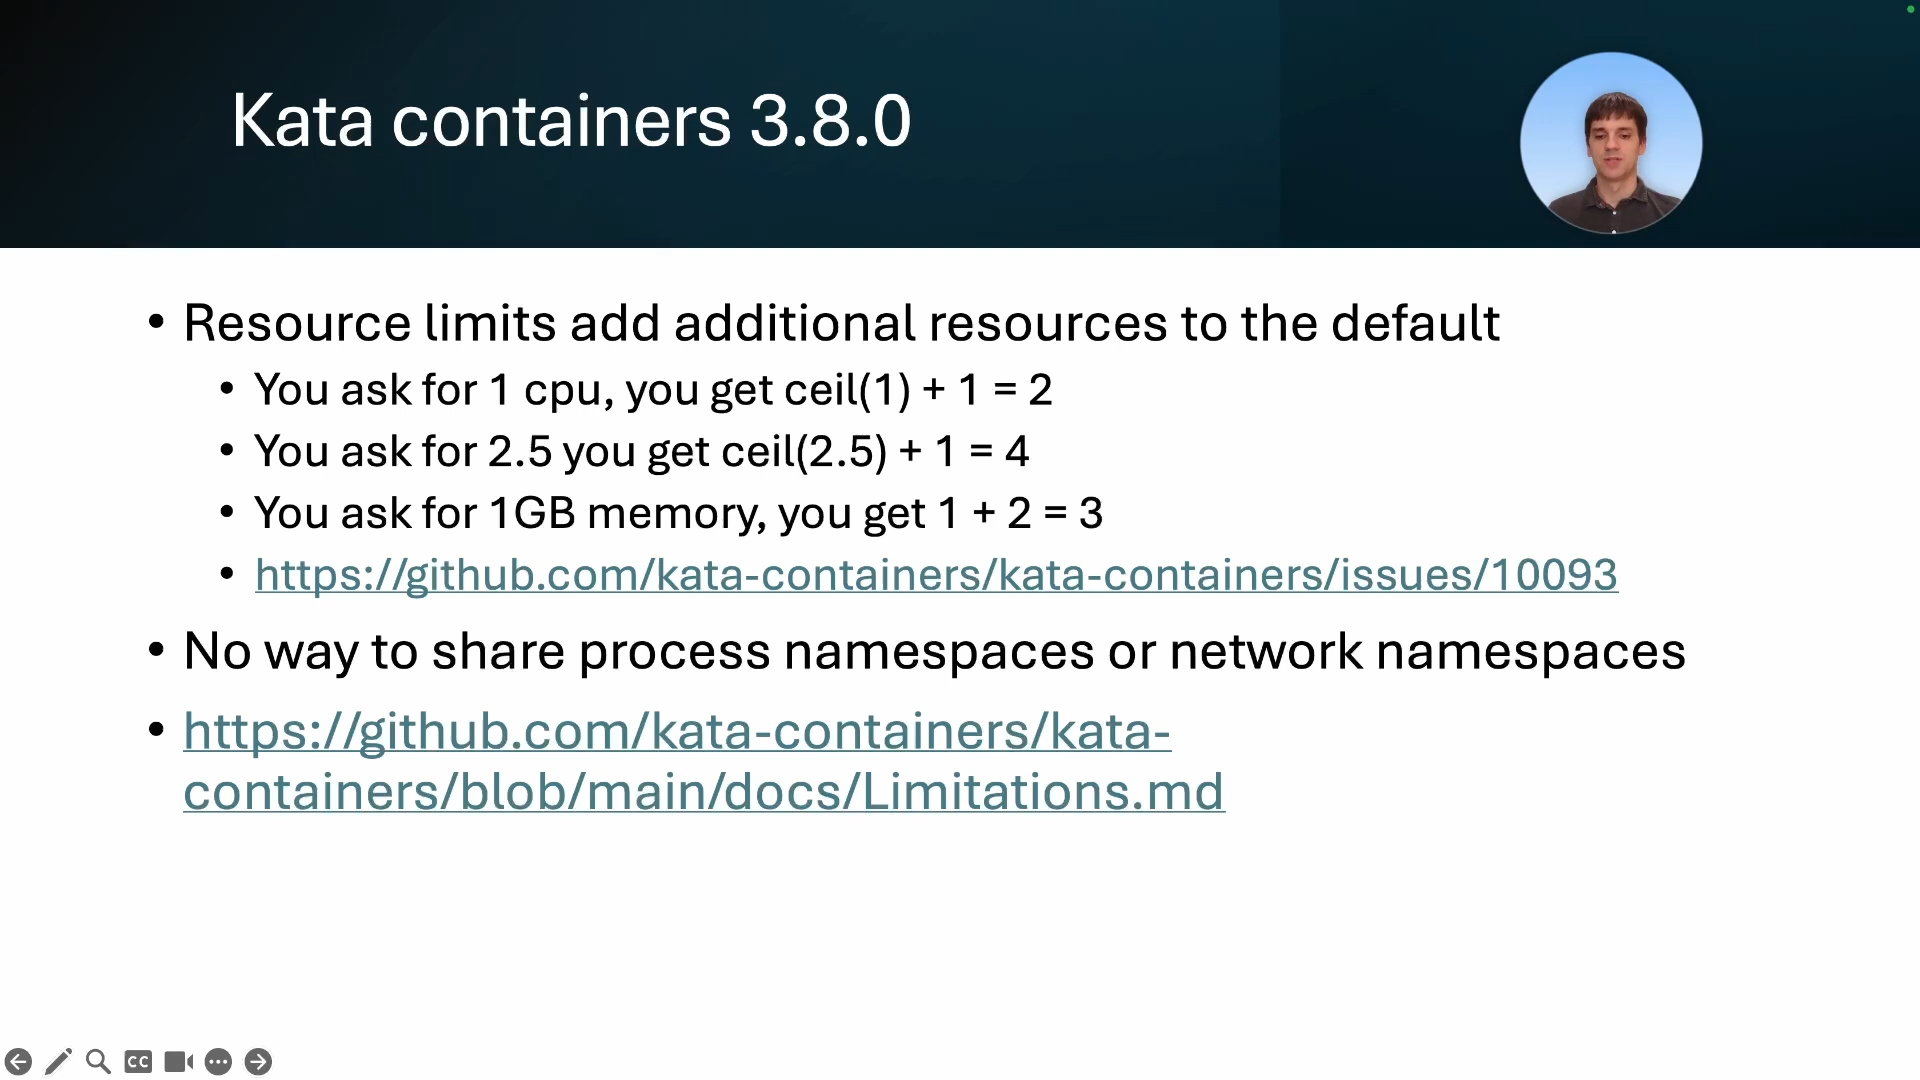 Kata containers 3.8.0
• Resource limits add additional resources to the default
• You ask for 1 cpu, you get ceil(1) + 1 = 2
• You ask for 2.5 you get ceil(2.5) + 1 = 4
• You ask for 1GB memory, you get 1 + 2 = 3
• https://github.com/kata-containers/kata-containers/issues/10093
• No way to share process namespaces or network namespaces
• https://github.com/kata-containers/kata-
containers/blob/main/docs/Limitations.md
CC